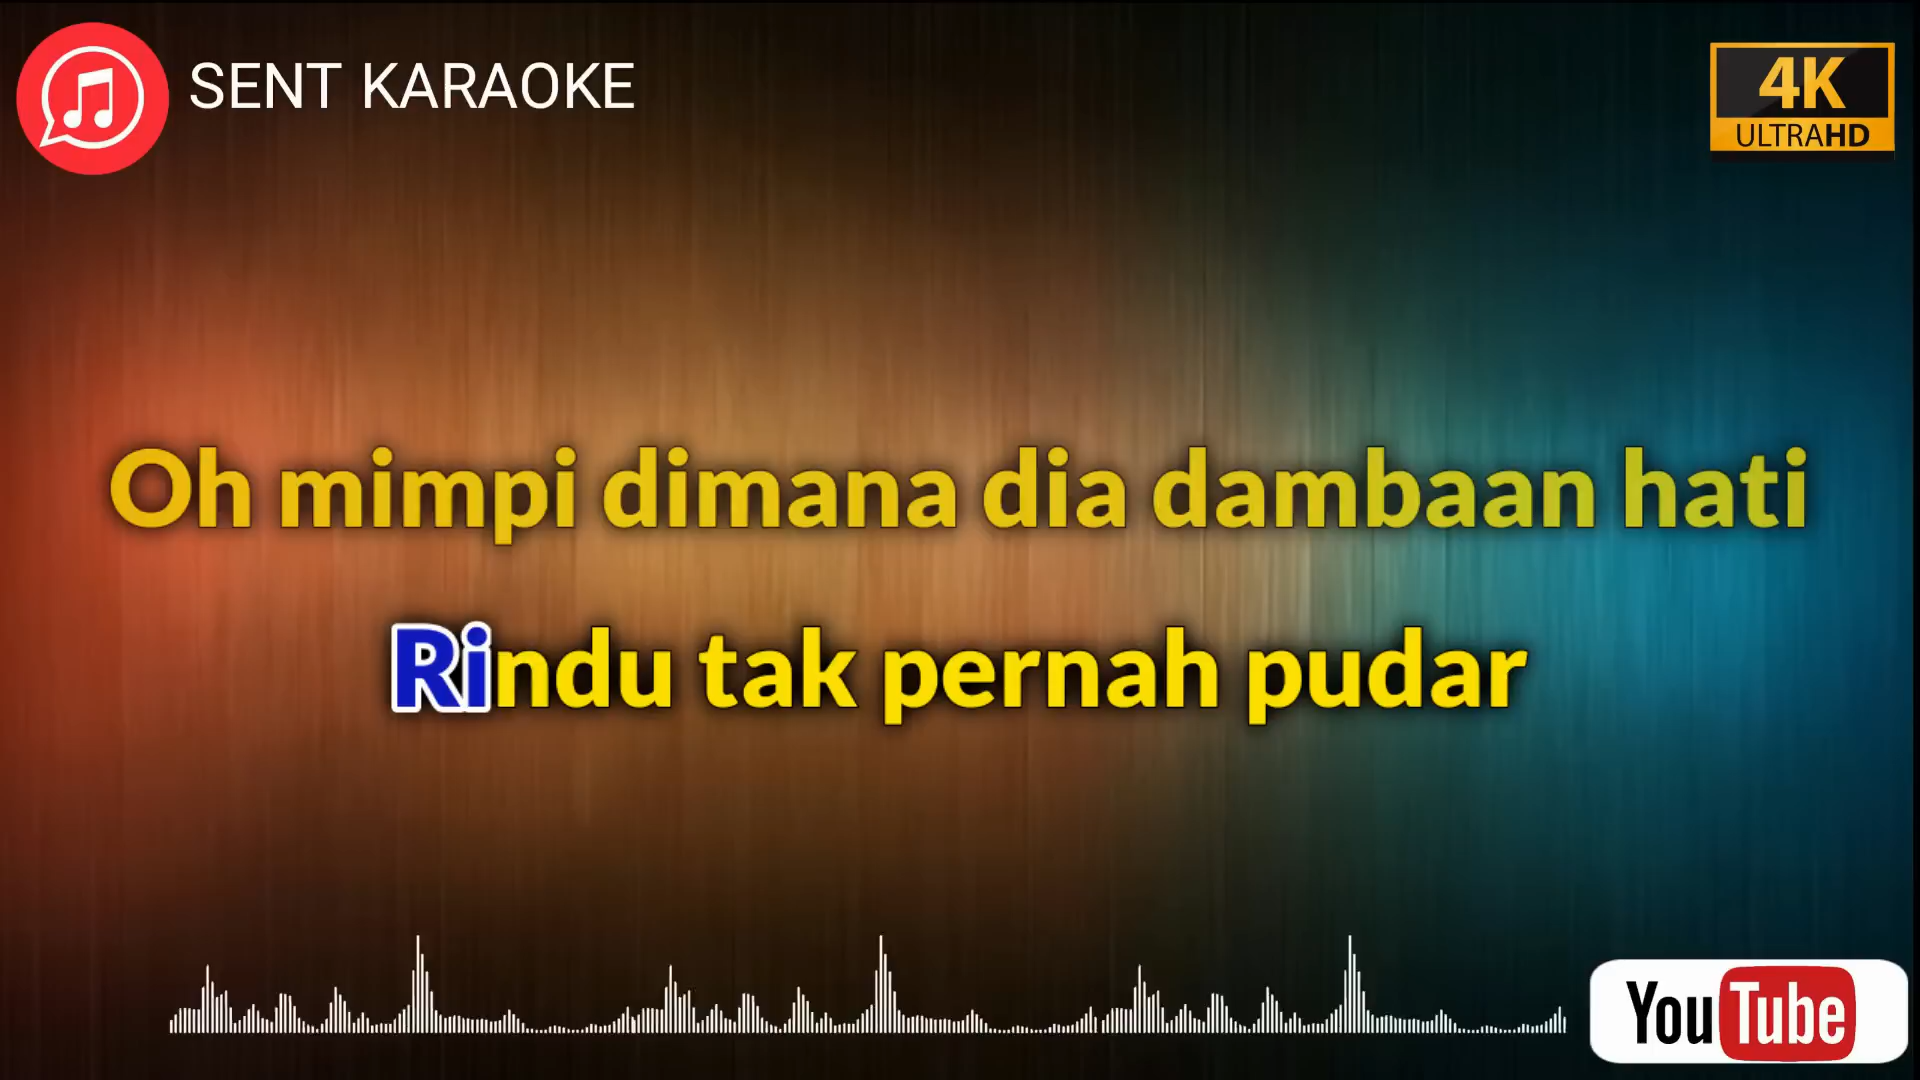 SENT KARAOKE
4K
ULTRAHD
Oh mimpi dimana dia dambaan hati
Rindu tak pernah pudar
YouTube